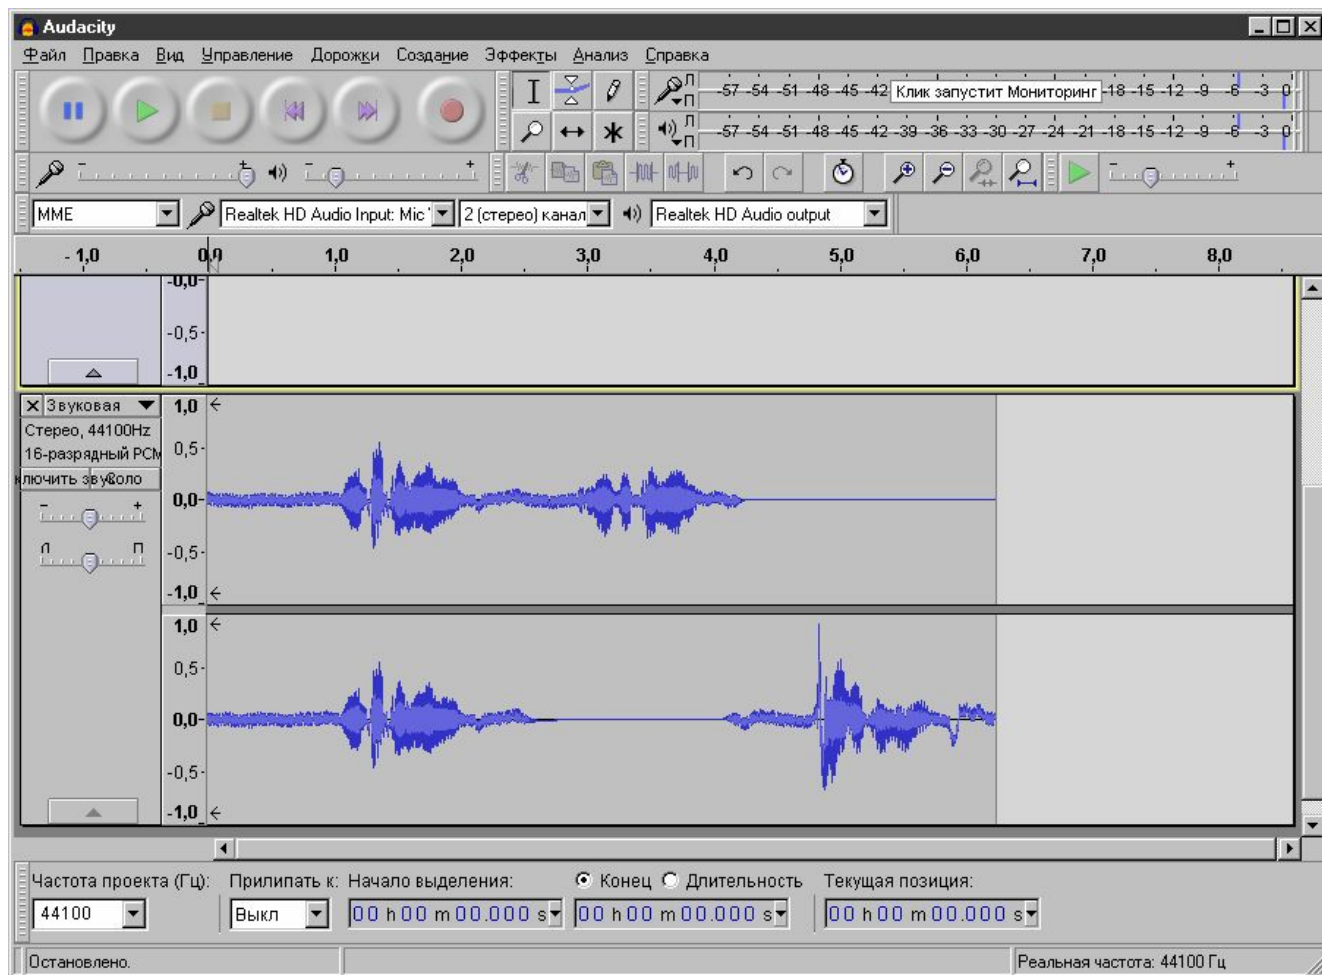 Audacity
Файл Правка Вид Управление Дорожки Создание Эффекты Анализ Справка
Л П -57 -54 -51 -48 -45 -42 Клик запустит Мониторинг -18 -15 -12 -9 -6 -3 0
Л П -57 -54 -51 -48 -45 -42 -39 -36 -33 -30 -27 -24 -21 -18 -15 -12 -9 -6 -3 0
MME Realtek HD Audio Input: Mic 2 (стерео) канал Realtek HD Audio output
- 1,0 0,0 1,0 2,0 3,0 4,0 5,0 6,0 7,0 8,0
-0,0
-0,5
-1,0
X Звуковая 1,0
Стерео, 44100Hz
16-разрядный PCM 0,5
ключить зву Соло
0,0
- +
Л П -0,5
-1,0
1,0
0,5
0,0
-0,5
-1,0
Частота проекта (Гц): Прилипать к: Начало выделения: Конец Длительность Текущая позиция:
44100 Выкл 00 h 00 m 00.000 s 00 h 00 m 00.000 s 00 h 00 m 00.000 s
Остановлено. Реальная частота: 44100 Гц